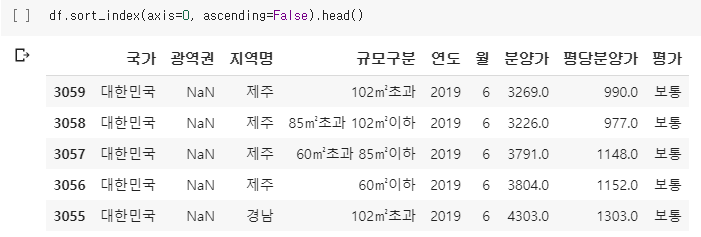 [ ] df.sort_index(axis=0, ascending=False).head()
국가 광역권 지역명 규모구분 연도 월 분양가 평당분양가 평가
3059 대한민국 NaN 제주 102㎡초과 2019 6 3269.0 990.0 보통
3058 대한민국 NaN 제주 85㎡초과 102㎡이하 2019 6 3226.0 977.0 보통
3057 대한민국 NaN 제주 60㎡초과 85㎡이하 2019 6 3791.0 1148.0 보통
3056 대한민국 NaN 제주 60㎡이하 2019 6 3804.0 1152.0 보통
3055 대한민국 NaN 경남 102㎡초과 2019 6 4303.0 1303.0 보통